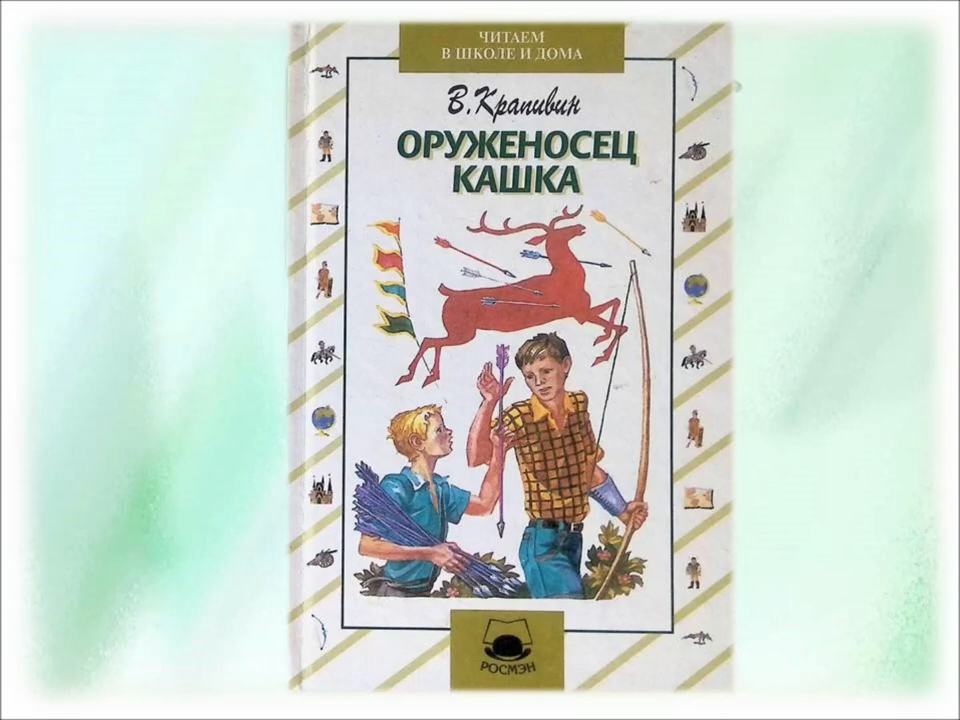 ЧИТАЕМ
В ШКОЛЕ И ДОМА
В. Крапивин
ОРУЖЕНОСЕЦ
КАШКА
РОСМЭН